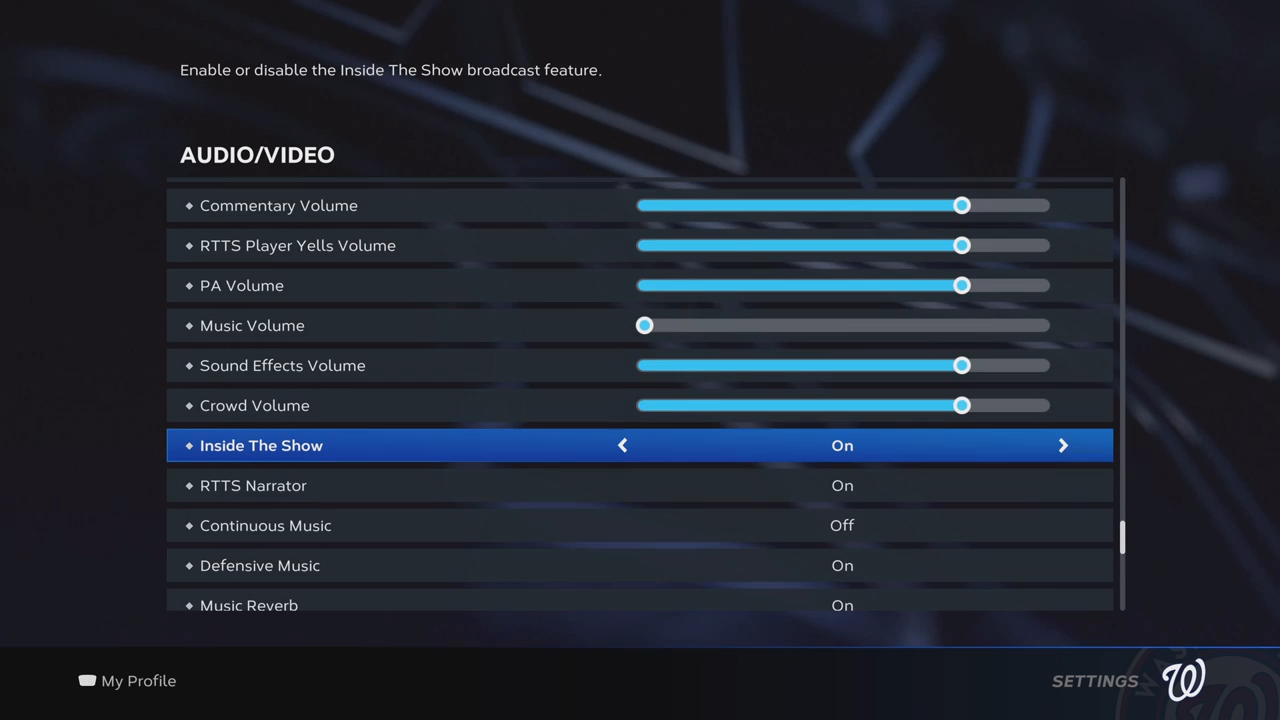 Enable or disable the Inside The Show broadcast feature.
AUDIO/VIDEO
Commentary Volume
RTTS Player Yells Volume
PA Volume
Music Volume
Sound Effects Volume
Crowd Volume
Inside The Show On
RTTS Narrator On
Continuous Music Off
Defensive Music On
Music Reverb On
My Profile
SETTINGS W